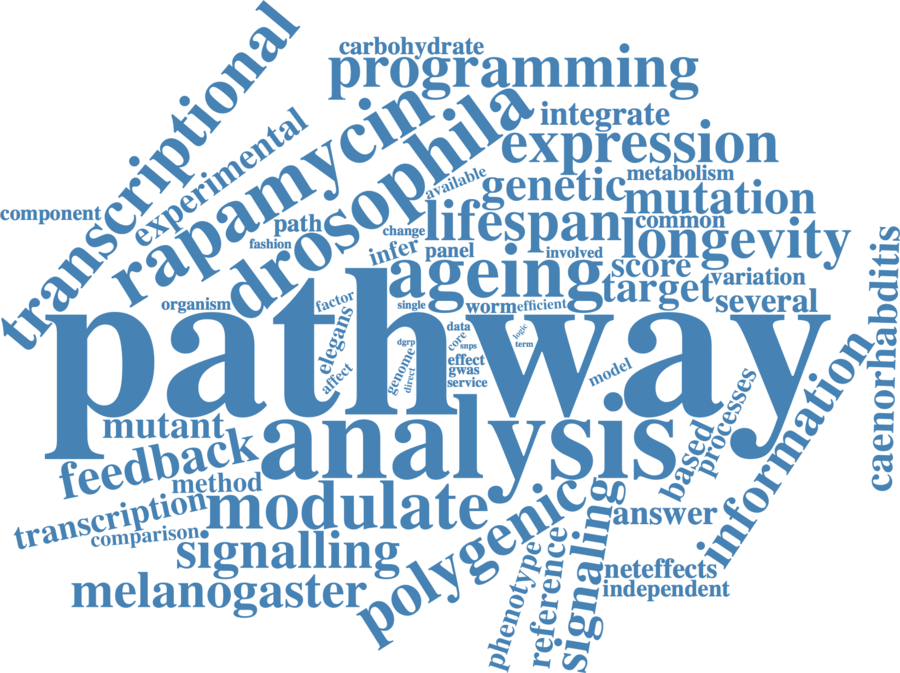 carbohydrate
programming
transcriptional
experimental
rapamycin
drosophila
integrate
expression
available
genetic
metabolism
mutation
component
path
fashion
change
lifespan
common
longevity
infer
panel
involved
ageing
score
target
variation
several
organism
factor
single
worm
efficient
caenorhabditis
pathway
elegans
affect
dgrp
genome
direct
data
core
snps
effect
gwas
service
logic
term
model
mutant
analysis
feedback
method
modulate
based
processes
information
transcription
comparison
signalling
melanogaster
polygenic
signaling
answer
phenotype
reference
neteffects
independent